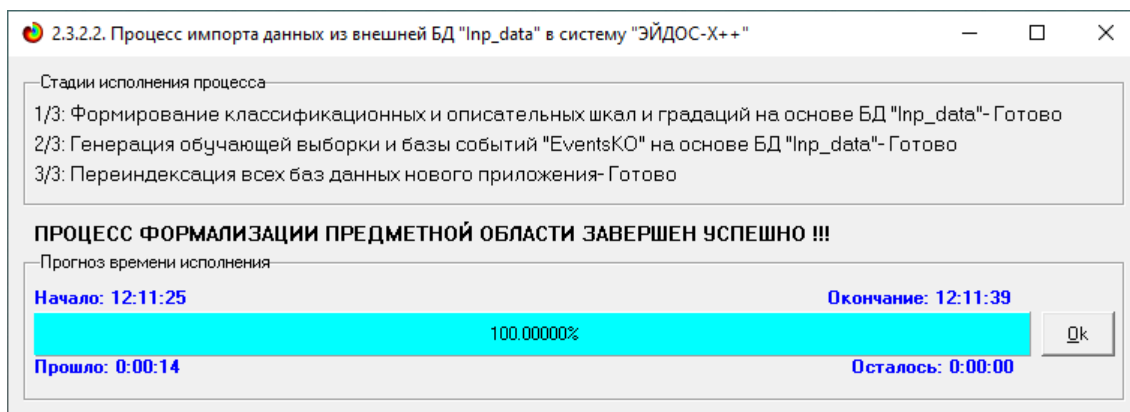 2.3.2.2. Процесс импорта данных из внешней БД "Inp_data" в систему "ЭЙДОС-X++"
Стадии исполнения процесса
1/3: Формирование классификационных и описательных шкал и градаций на основе БД "Inp_data"- Готово
2/3: Генерация обучающей выборки и базы событий "EventsKO" на основе БД "Inp_data"- Готово
3/3: Переиндексация всех баз данных нового приложения- Готово
ПРОЦЕСС ФОРМАЛИЗАЦИИ ПРЕДМЕТНОЙ ОБЛАСТИ ЗАВЕРШЕН УСПЕШНО !!!
Прогноз времени исполнения
Начало: 12:11:25 Окончание: 12:11:39
100.00000% Ok
Прошло: 0:00:14 Осталось: 0:00:00